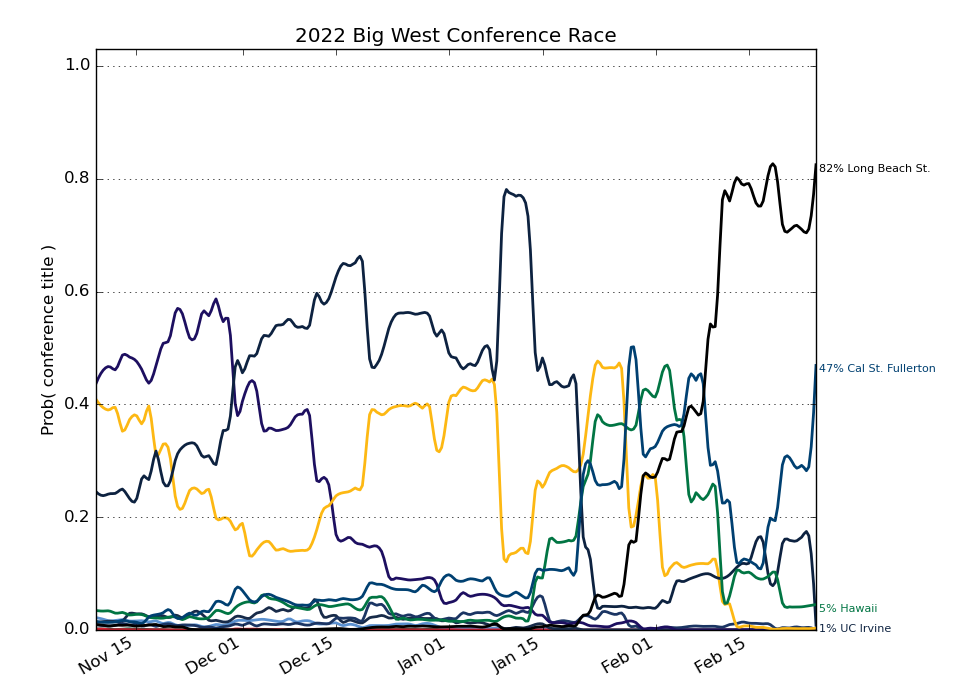 2022 Big West Conference Race
Prob( conference title )
1.0
0.8
0.6
0.4
0.2
0.0
Nov 15
Dec 01
Dec 15
Jan 01
Jan 15
Feb 01
Feb 15
82% Long Beach St.
47% Cal St. Fullerton
5% Hawaii
1% UC Irvine